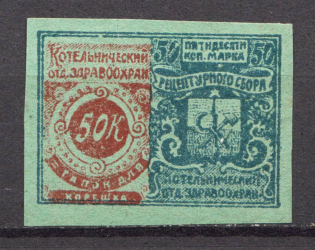 КОТЕЛЬНИЧЕСКИЙ
ОТД. ЗДРАВООХРАН.
50К
ТАЛОН ДЛЯ
КОРЕШКА
50 ПЯТИДЕСЯТИ 50
КОП. МАРКА
РЕЦЕПТУРНОГО СБОРА
КОТЕЛЬНИЧЕСКИЙ
ОТД. ЗДРАВООХРАН.